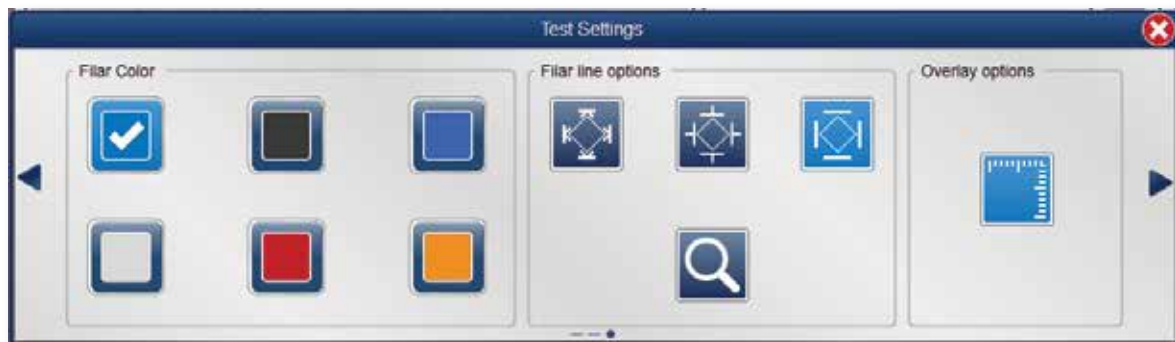 Test Settings
Filar Color
Filar line options
Overlay options